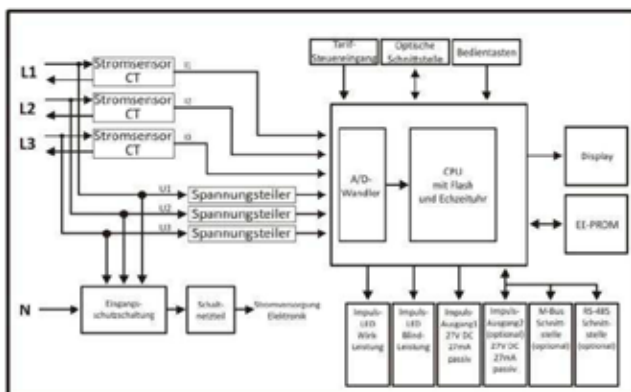 Tarif-
Steuereingang
Optische
Schnittstelle
Bedientasten
L1
Stromsensor
CT
I1
L2
Stromsensor
CT
I2
L3
Stromsensor
CT
I3
A/D-
Wandler
CPU
mit Flash
und Echzeituhr
Display
EE-PROM
U1
Spannungsteiler
U2
Spannungsteiler
U3
Spannungsteiler
N
Eingangs-
schutzschaltung
Schalt-
netzteil
Stromversorgung
Elektronik
Impuls-
LED
Wirk-
Leistung
Impuls-
LED
Blind-
Leistung
Impuls-
Ausgang1
27V DC
27mA
passiv.
Impuls-
Ausgang2
(optional)
27V DC
27mA
passiv.
M-Bus
Schnitt-
stelle
(optional)
RS-485
Schnitt-
stelle
(optional)